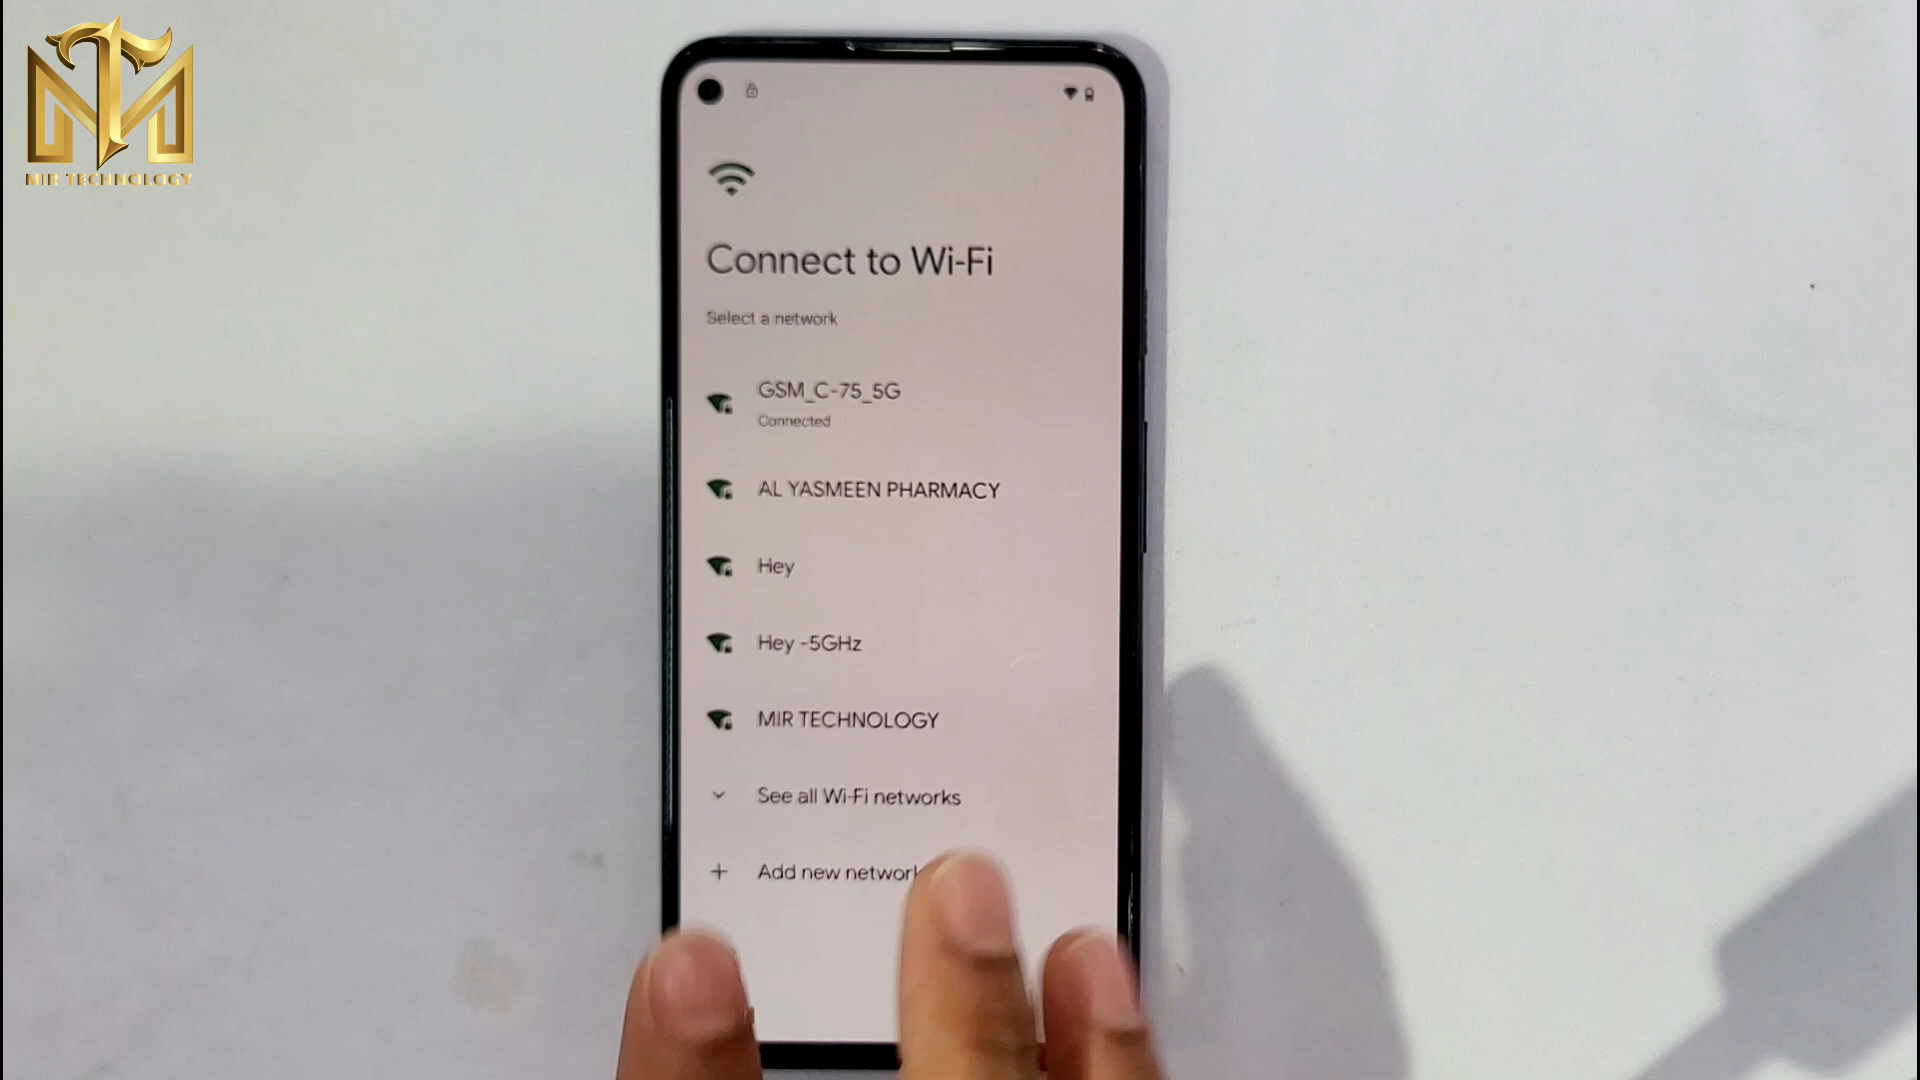 MIR TECHNOLOGY
Connect to Wi-Fi
Select a network
GSM_C-75_5G
Connected
AL YASMEEN PHARMACY
Hey
Hey -5GHz
MIR TECHNOLOGY
See all Wi-Fi networks
Add new network